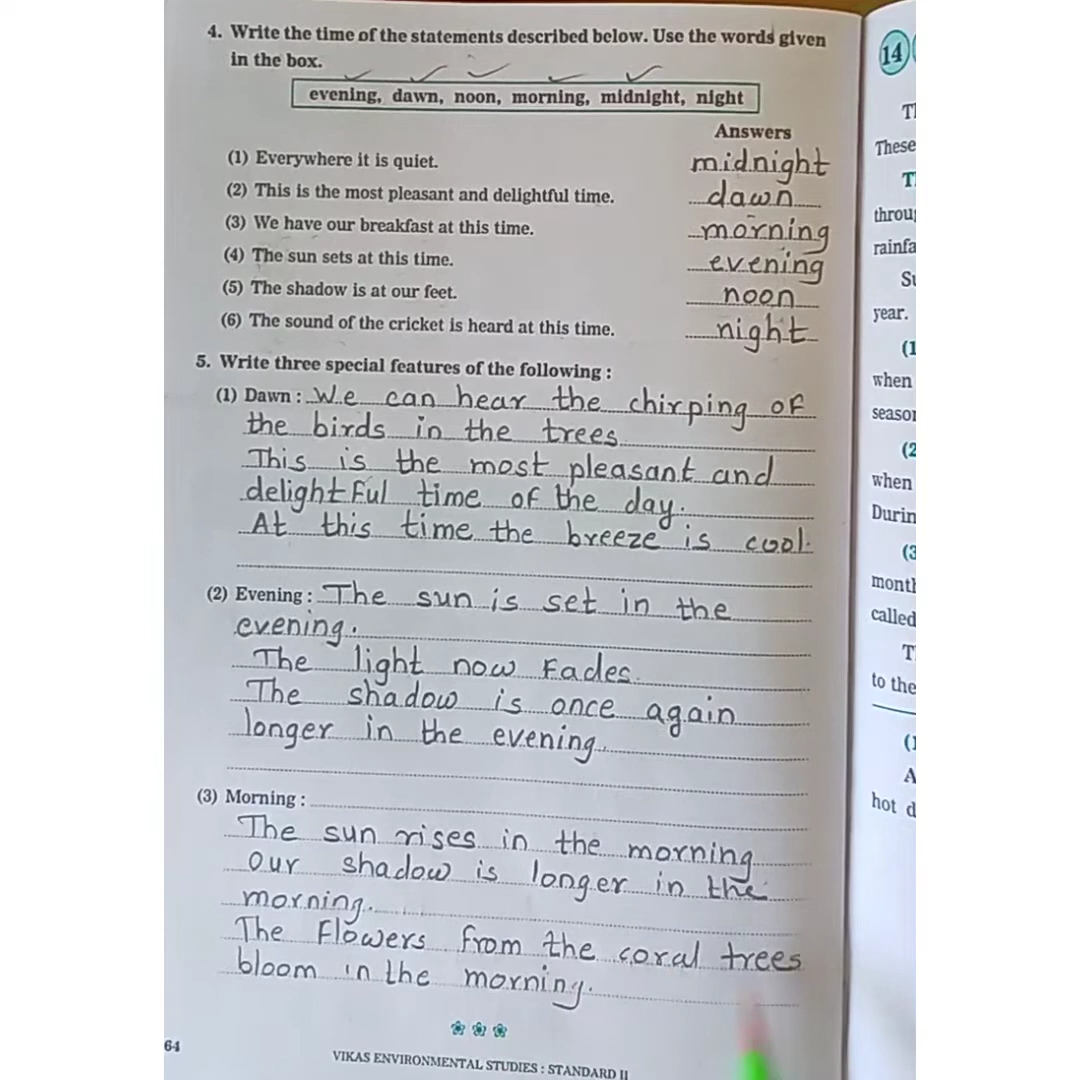 4. Write the time of the statements described below. Use the words given
in the box.
evening, dawn, noon, morning, midnight, night
Answers
(1) Everywhere it is quiet. midnight
(2) This is the most pleasant and delightful time. dawn
(3) We have our breakfast at this time. morning
(4) The sun sets at this time. evening
(5) The shadow is at our feet. noon
(6) The sound of the cricket is heard at this time. night
5. Write three special features of the following :
(1) Dawn : We can hear the chirping of
the birds in the trees
This is the most pleasant and
delightful time of the day.
At this time the breeze is cool.
(2) Evening : The sun is set in the
evening.
The light now fades.
The shadow is once again
longer in the evening.
(3) Morning :
The sun rises in the morning
our shadow is longer in the
morning.
The Flowers from the coral trees
bloom in the morning.
64
VIKAS ENVIRONMENTAL STUDIES : STANDARD II
14
These
rainfa
year.
(1
when
(2
when
(3
called
to the
(1
A
hot d